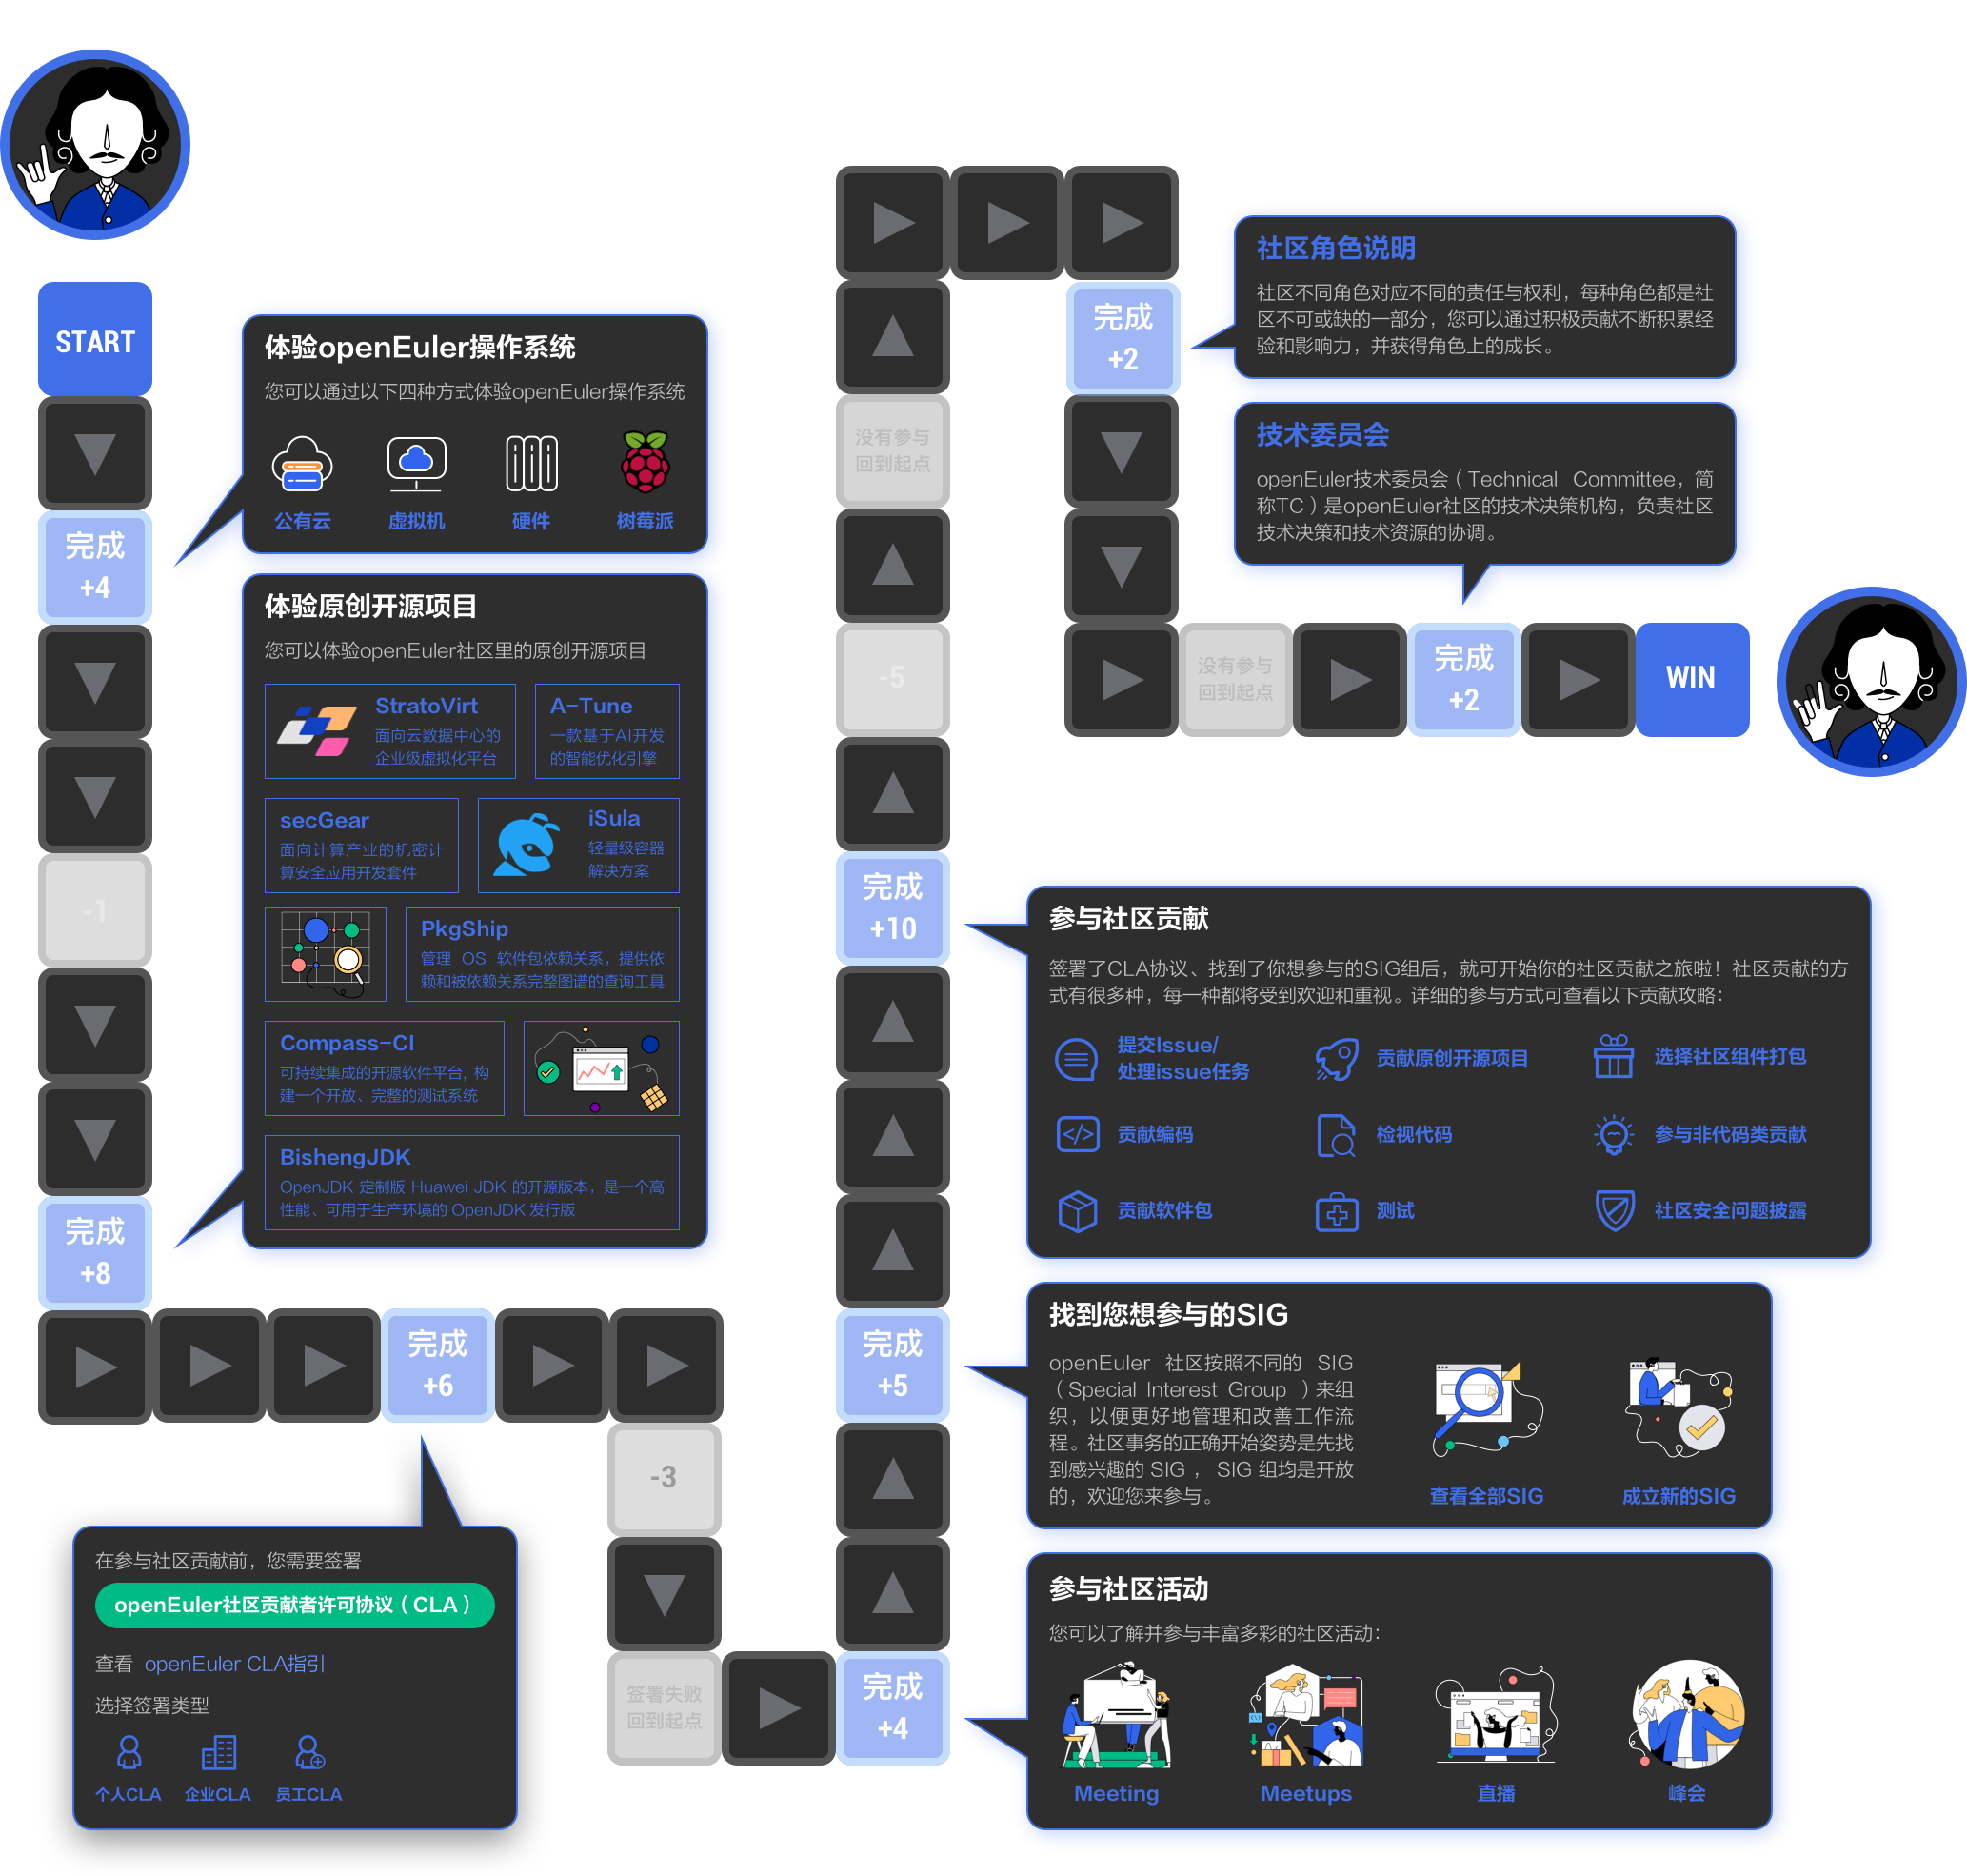 START
完成
+4
-1
完成
+8
体验openEuler操作系统
您可以通过以下四种方式体验openEuler操作系统
公有云
虚拟机
硬件
树莓派
体验原创开源项目
您可以体验openEuler社区里的原创开源项目
StratoVirt
面向云数据中心的
企业级虚拟化平台
A-Tune
一款基于AI开发
的智能优化引擎
secGear
面向计算产业的机密计
算安全应用开发套件
iSula
轻量级容器
解决方案
PkgShip
管理 OS 软件包依赖关系，提供依
赖和被依赖关系完整图谱的查询工具
Compass-CI
可持续集成的开源软件平台, 构
建一个开放、完整的测试系统
BishengJDK
OpenJDK 定制版 Huawei JDK 的开源版本，是一个高
性能、可用于生产环境的 OpenJDK 发行版
完成
+6
在参与社区贡献前，您需要签署
openEuler社区贡献者许可协议（CLA）
查看 openEuler CLA指引
选择签署类型
个人CLA
企业CLA
员工CLA
-3
签署失败
回到起点
完成
+4
参与社区活动
您可以了解并参与丰富多彩的社区活动：
Meeting
Meetups
直播
峰会
完成
+5
找到您想参与的SIG
openEuler 社区按照不同的 SIG
（Special Interest Group ）来组
织，以便更好地管理和改善工作流
程。社区事务的正确开始姿势是先找
到感兴趣的 SIG ， SIG 组均是开放
的，欢迎您来参与。
查看全部SIG
成立新的SIG
完成
+10
参与社区贡献
签署了CLA协议、找到了你想参与的SIG组后，就可开始你的社区贡献之旅啦！社区贡献的方
式有很多种，每一种都将受到欢迎和重视。详细的参与方式可查看以下贡献攻略：
提交Issue/
处理issue任务
贡献原创开源项目
选择社区组件打包
贡献编码
检视代码
参与非代码类贡献
贡献软件包
测试
社区安全问题披露
-5
没有参与
回到起点
完成
+2
社区角色说明
社区不同角色对应不同的责任与权利，每种角色都是社
区不可或缺的一部分，您可以通过积极贡献不断积累经
验和影响力，并获得角色上的成长。
技术委员会
openEuler技术委员会（Technical Committee，简
称TC）是openEuler社区的技术决策机构，负责社区
技术决策和技术资源的协调。
没有参与
回到起点
完成
+2
WIN